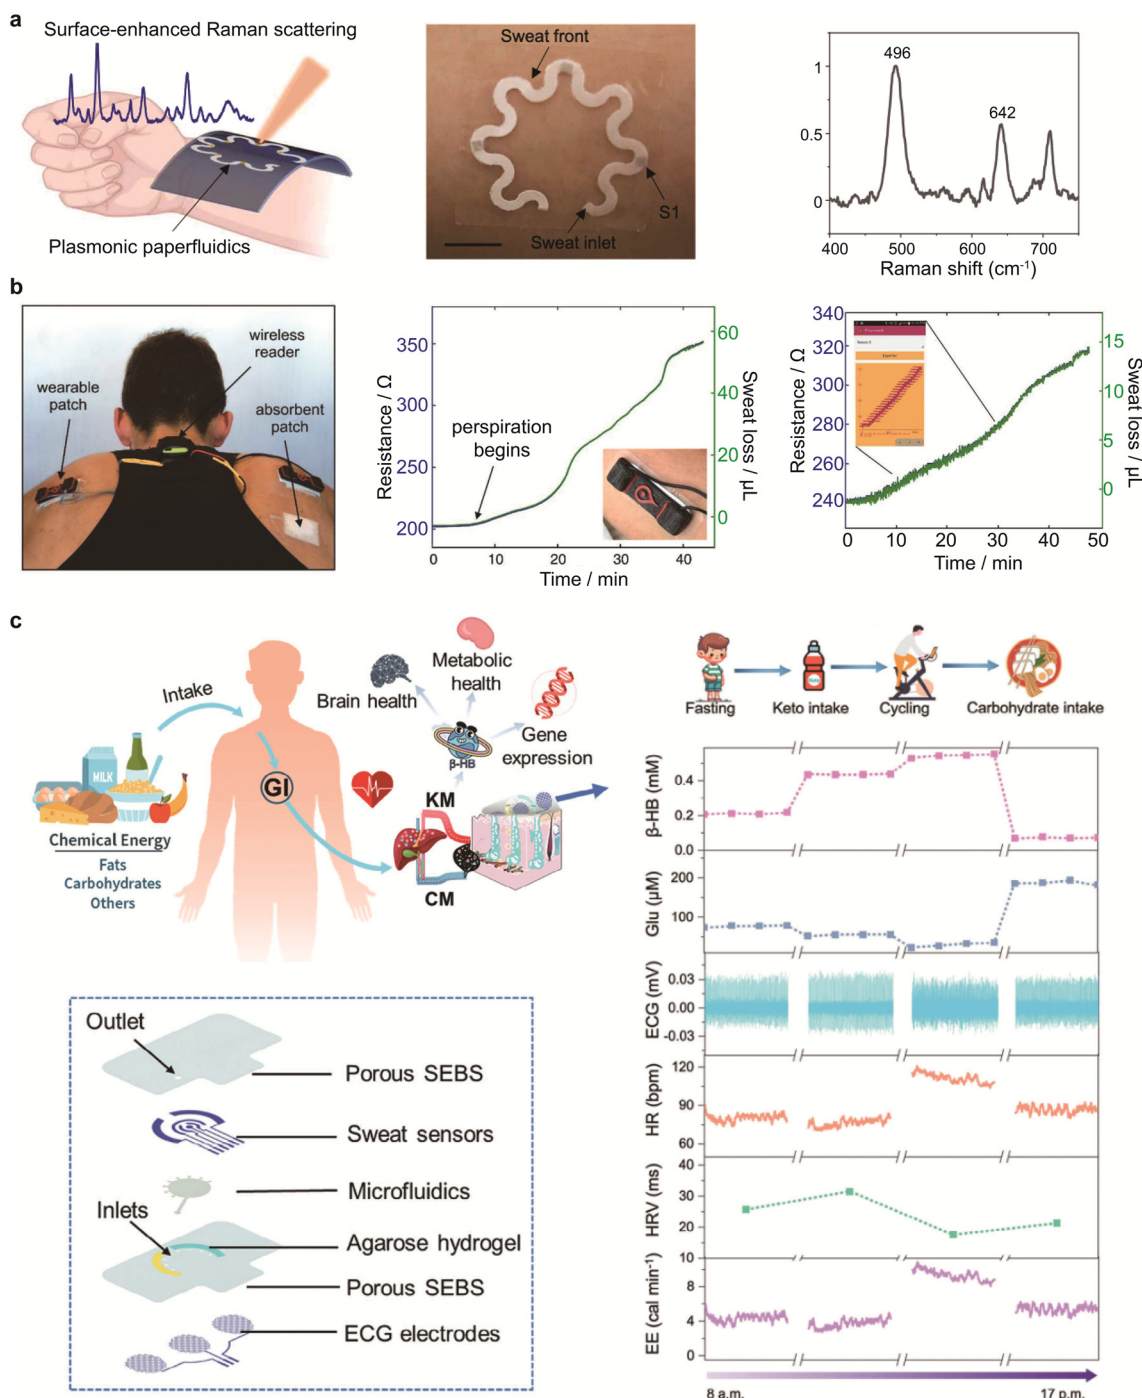 a
Surface-enhanced Raman scattering
Plasmonic paperfluidics
Sweat front
S1
Sweat inlet
496
642
1
0.5
0
400 500 600 700
Raman shift (cm-1)
b
wireless
reader
wearable
patch
absorbent
patch
Resistance / Ω
350
300
250
200
perspiration
begins
60
40
20
0
Sweat loss / μL
0 10 20 30 40
Time / min
Resistance / Ω
340
320
300
280
260
240
15
10
5
0
Sweat loss / μL
0 10 20 30 40 50
Time / min
c
Intake
MILK
GI
Chemical Energy
Fats
Carbohydrates
Others
Brain health
Metabolic
health
Gene
expression
β-HB
KM
CM
Fasting
Keto intake
Cycling
Carbohydrate intake
β-HB (mM)
0.4
0.2
0.0
Glu (μM)
200
100
ECG (mV)
0.03
0.00
-0.03
HR (bpm)
120
90
60
HRV (ms)
40
30
20
10
EE (cal min-1)
8
4
0
8 a.m.
17 p.m.
Outlet
Porous SEBS
Sweat sensors
Microfluidics
Inlets
Agarose hydrogel
Porous SEBS
ECG electrodes